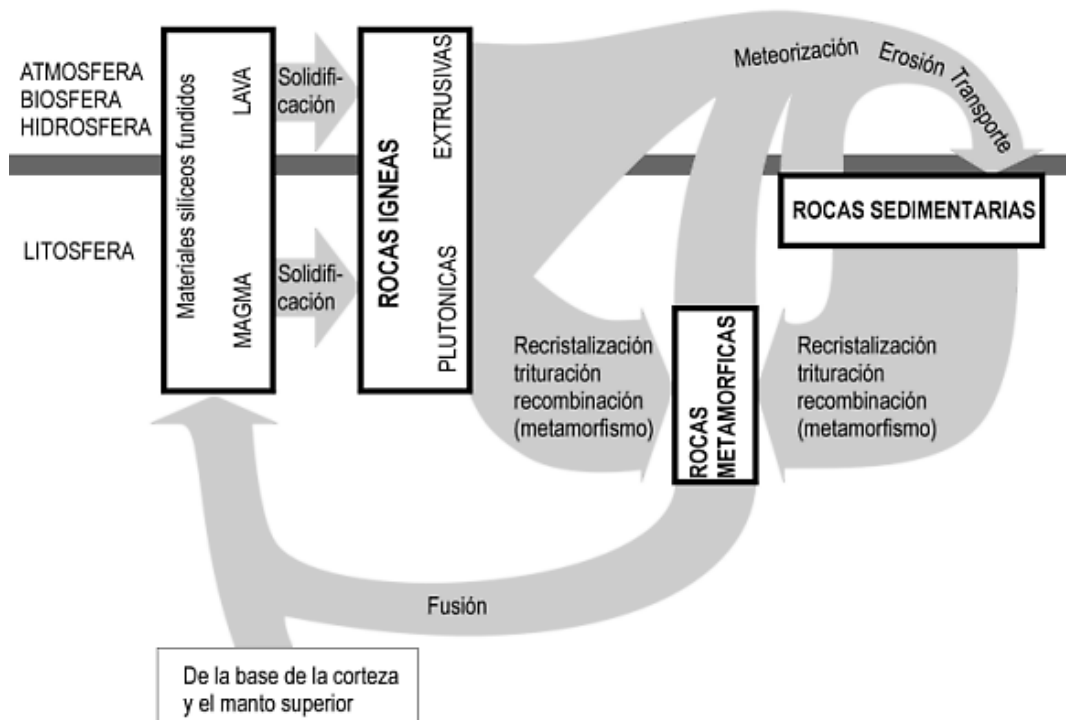 ATMOSFERA
BIOSFERA
HIDROSFERA
LITOSFERA
Materiales silíceos fundidos
LAVA
MAGMA
Solidifi-
cación
Solidifi-
cación
ROCAS IGNEAS
EXTRUSIVAS
PLUTONICAS
Meteorización
Erosión
Transporte
ROCAS SEDIMENTARIAS
Recristalización
trituración
recombinación
(metamorfismo)
ROCAS
METAMORFICAS
Recristalización
trituración
recombinación
(metamorfismo)
Fusión
De la base de la corteza
y el manto superior